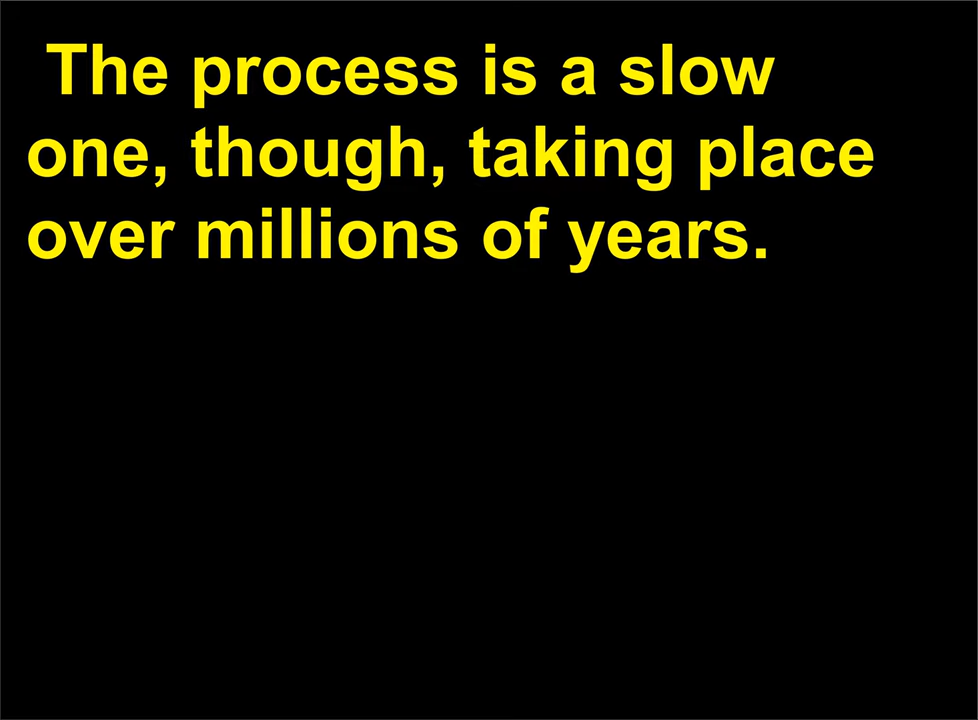 The process is a slow
one, though, taking place
over millions of years.